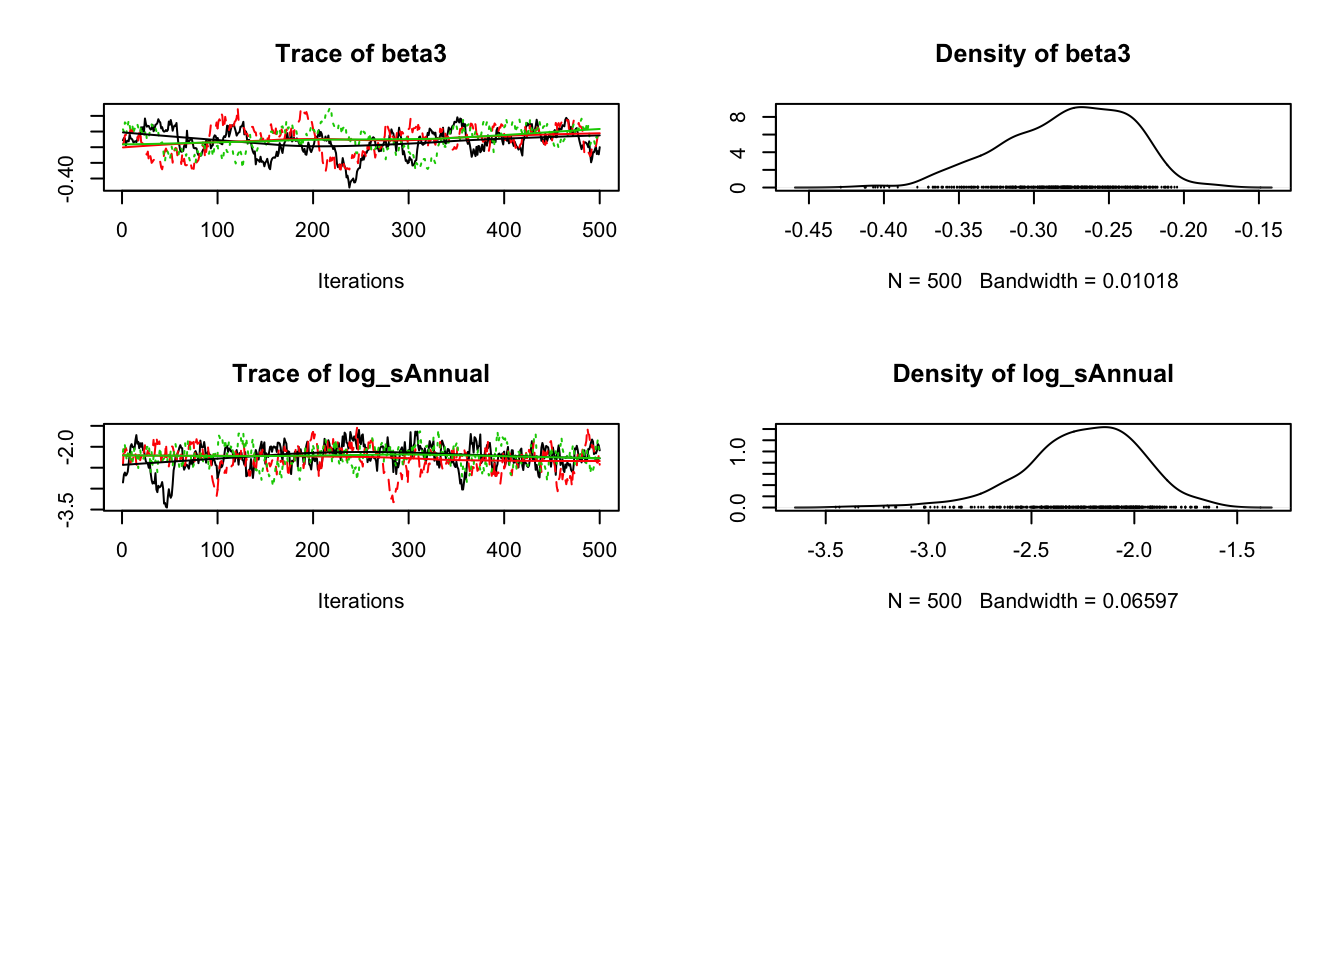 Trace of beta3
-0.40
0 100 200 300 400 500
Iterations
Density of beta3
8
4
0
-0.45 -0.40 -0.35 -0.30 -0.25 -0.20 -0.15
N = 500 Bandwidth = 0.01018
Trace of log_sAnnual
-2.0
-3.5
0 100 200 300 400 500
Iterations
Density of log_sAnnual
1.0
0.0
-3.5 -3.0 -2.5 -2.0 -1.5
N = 500 Bandwidth = 0.06597